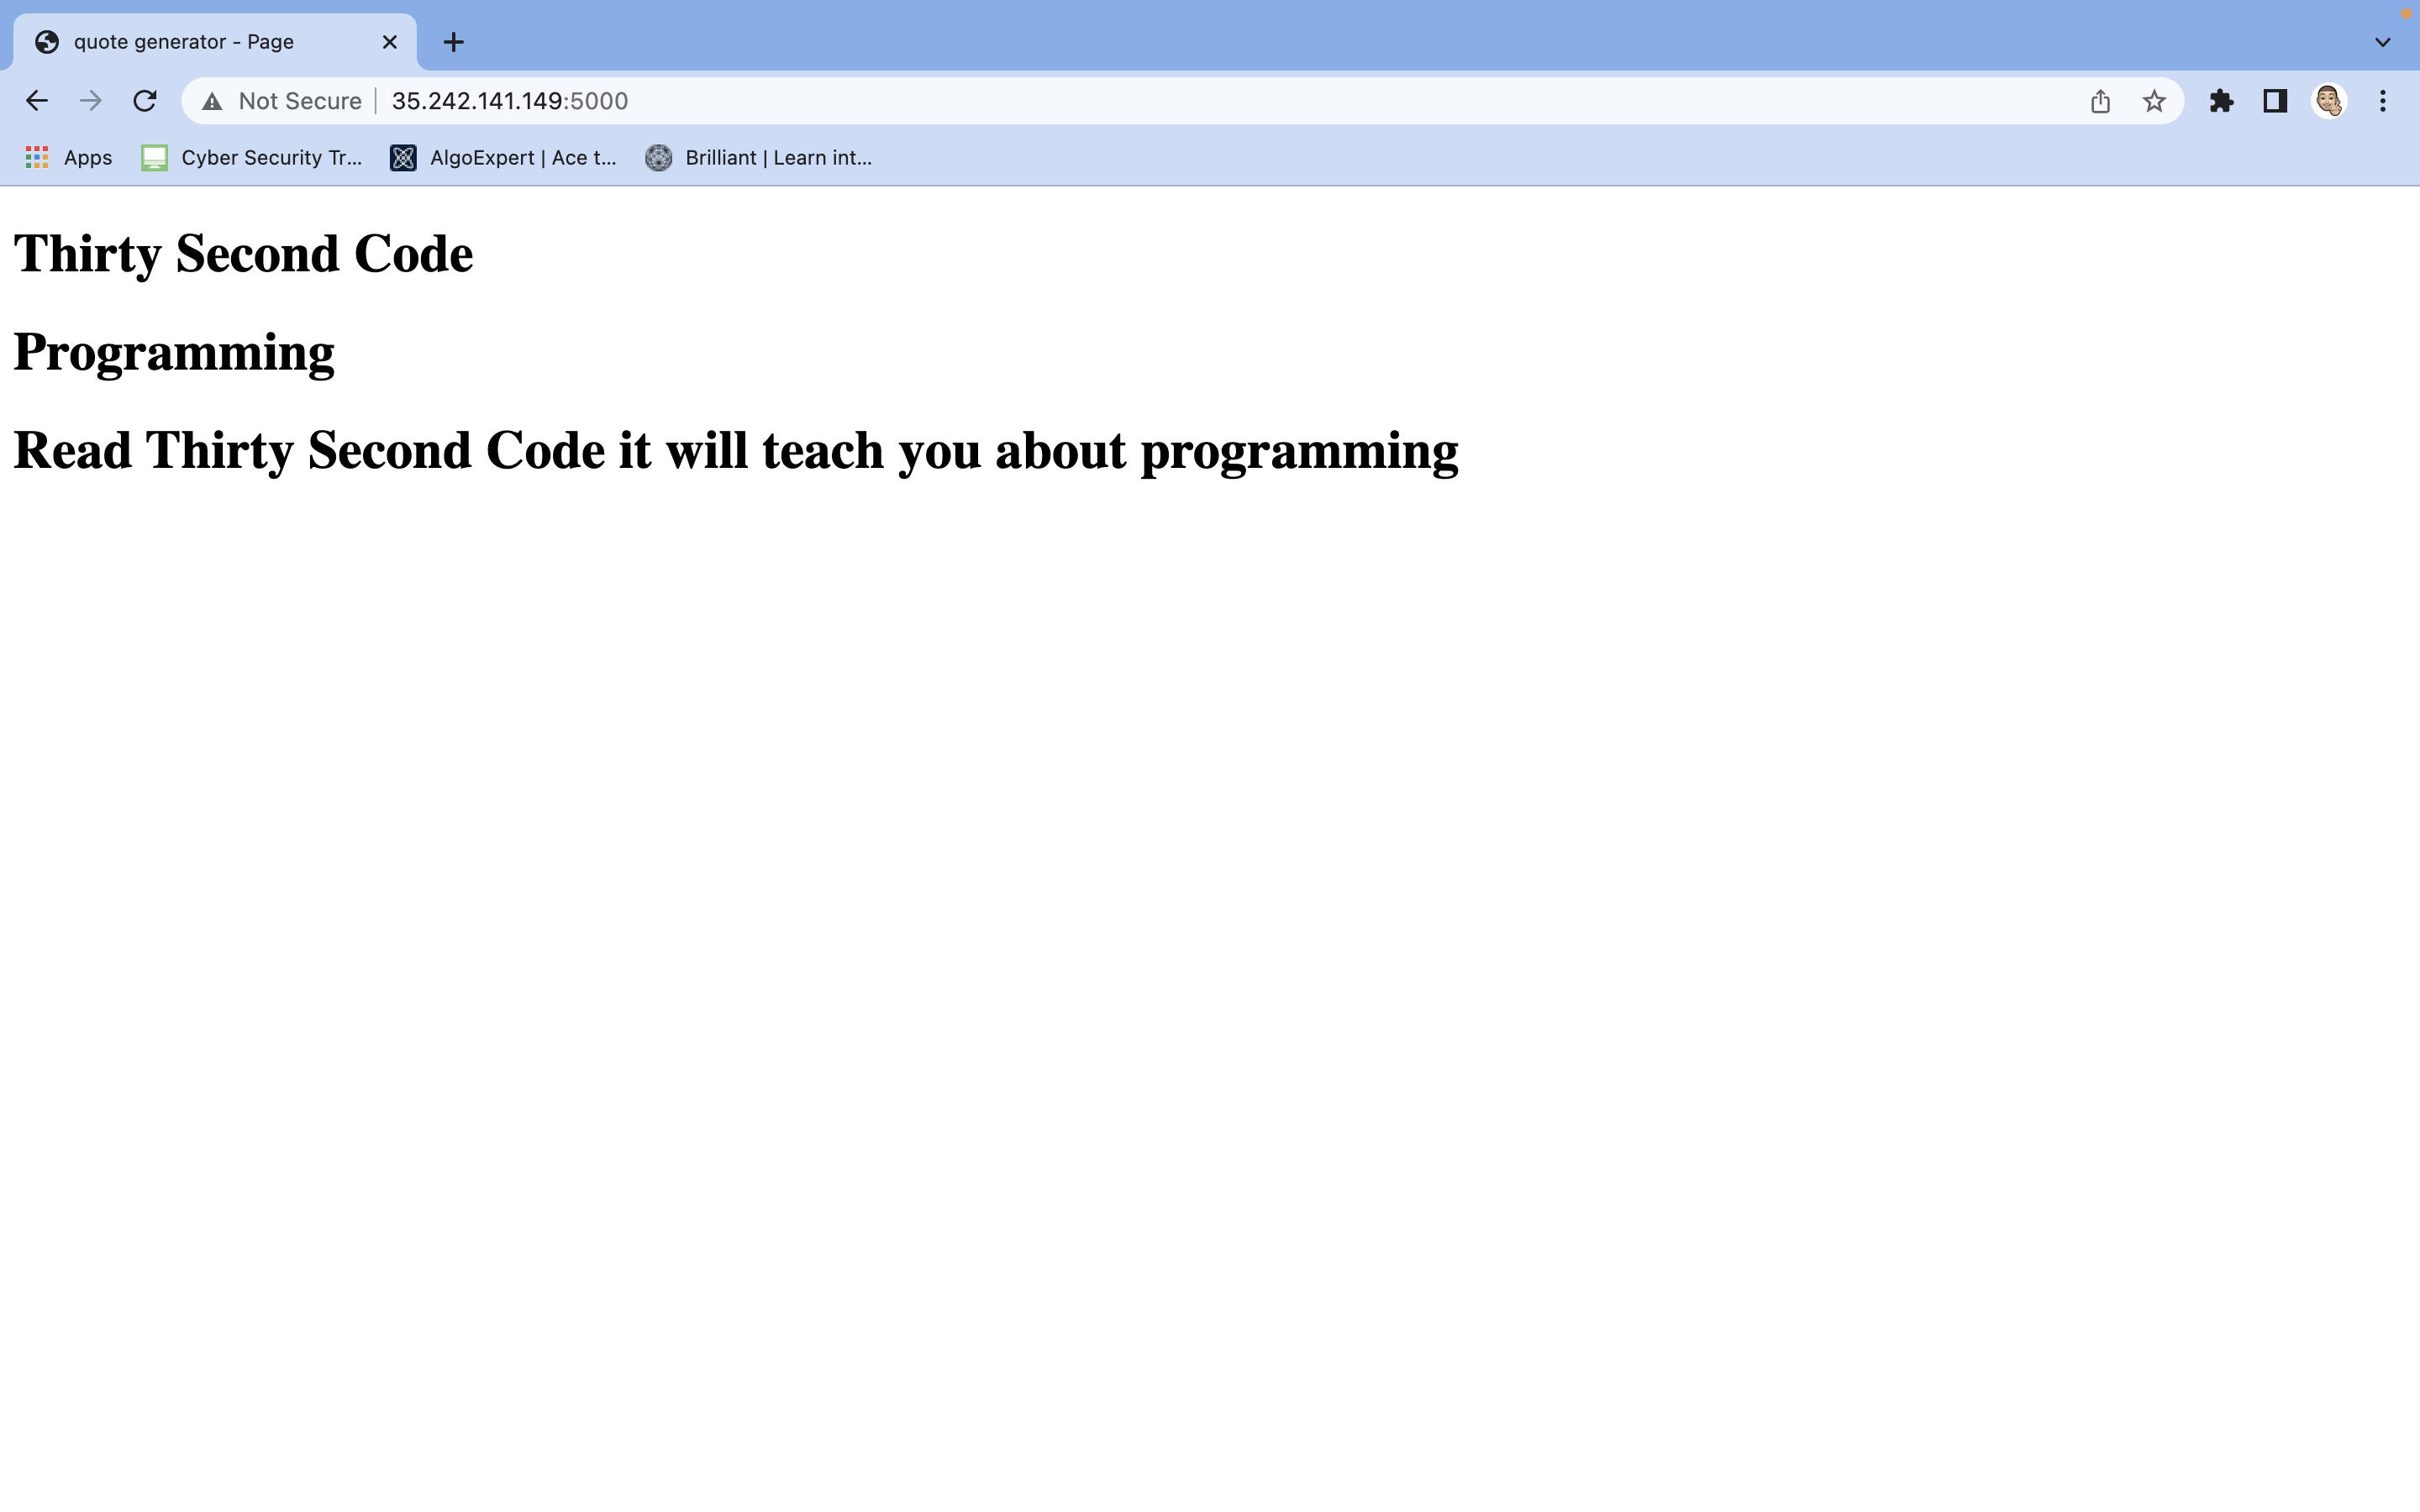 quote generator - Page
Not Secure
35.242.141.149:5000
Apps
Cyber Security Tr...
AlgoExpert | Ace t...
Brilliant | Learn int...
Thirty Second Code
Programming
Read Thirty Second Code it will teach you about programming